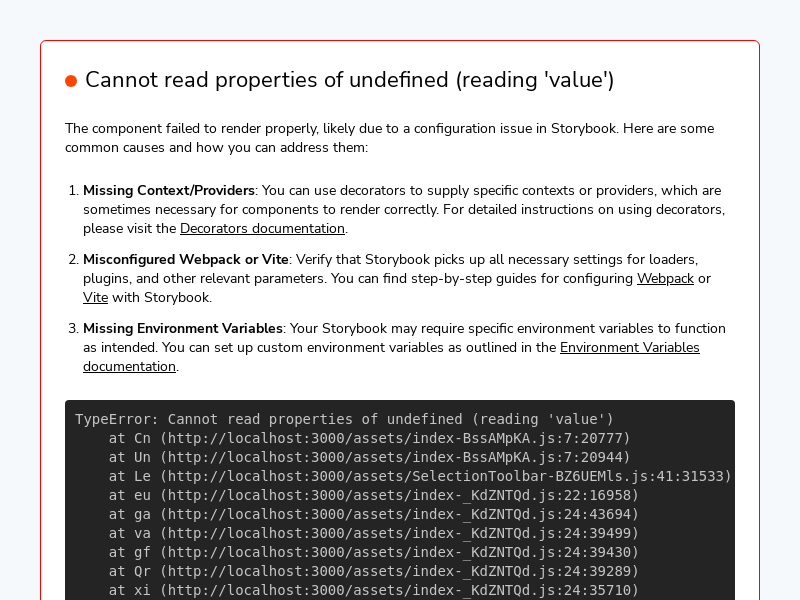 Cannot read properties of undefined (reading 'value')
The component failed to render properly, likely due to a configuration issue in Storybook. Here are some
common causes and how you can address them:
1. Missing Context/Providers: You can use decorators to supply specific contexts or providers, which are
sometimes necessary for components to render correctly. For detailed instructions on using decorators,
please visit the Decorators documentation.
2. Misconfigured Webpack or Vite: Verify that Storybook picks up all necessary settings for loaders,
plugins, and other relevant parameters. You can find step-by-step guides for configuring Webpack or
Vite with Storybook.
3. Missing Environment Variables: Your Storybook may require specific environment variables to function
as intended. You can set up custom environment variables as outlined in the Environment Variables
documentation.
TypeError: Cannot read properties of undefined (reading 'value')
at Cn (http://localhost:3000/assets/index-BssAMpKA.js:7:20777)
at Un (http://localhost:3000/assets/index-BssAMpKA.js:7:20944)
at Le (http://localhost:3000/assets/SelectionToolbar-BZ6UEMls.js:41:31533)
at eu (http://localhost:3000/assets/index-_KdZNTQd.js:22:16958)
at ga (http://localhost:3000/assets/index-_KdZNTQd.js:24:43694)
at va (http://localhost:3000/assets/index-_KdZNTQd.js:24:39499)
at gf (http://localhost:3000/assets/index-_KdZNTQd.js:24:39430)
at Qr (http://localhost:3000/assets/index-_KdZNTQd.js:24:39289)
at xi (http://localhost:3000/assets/index-_KdZNTQd.js:24:35710)